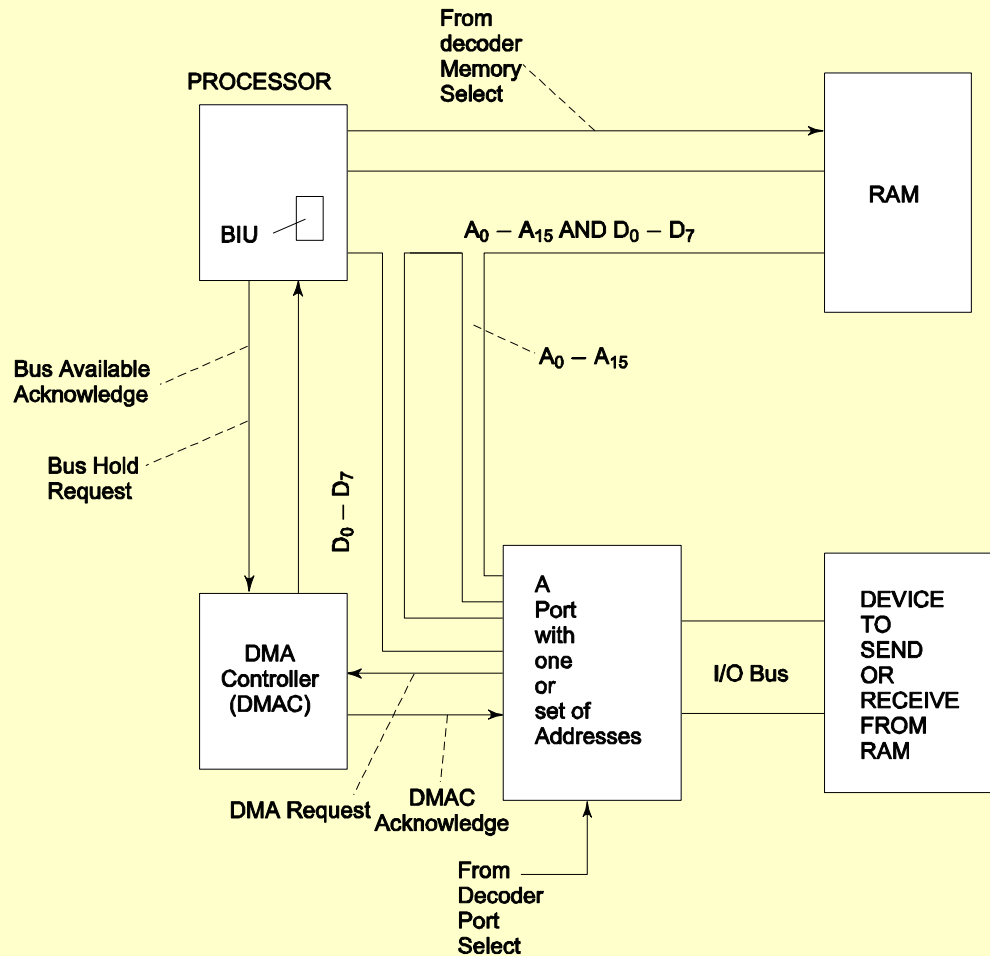 From
decoder
Memory
Select
PROCESSOR
RAM
BIU
A₀ – A₁₅ AND D₀ – D₇
A₀ – A₁₅
Bus Available
Acknowledge
Bus Hold
Request
D₀ – D₇
DMA
Controller
(DMAC)
A
Port
with
one
or
set of
Addresses
I/O Bus
DEVICE
TO
SEND
OR
RECEIVE
FROM
RAM
DMA Request
DMAC
Acknowledge
From
Decoder
Port
Select